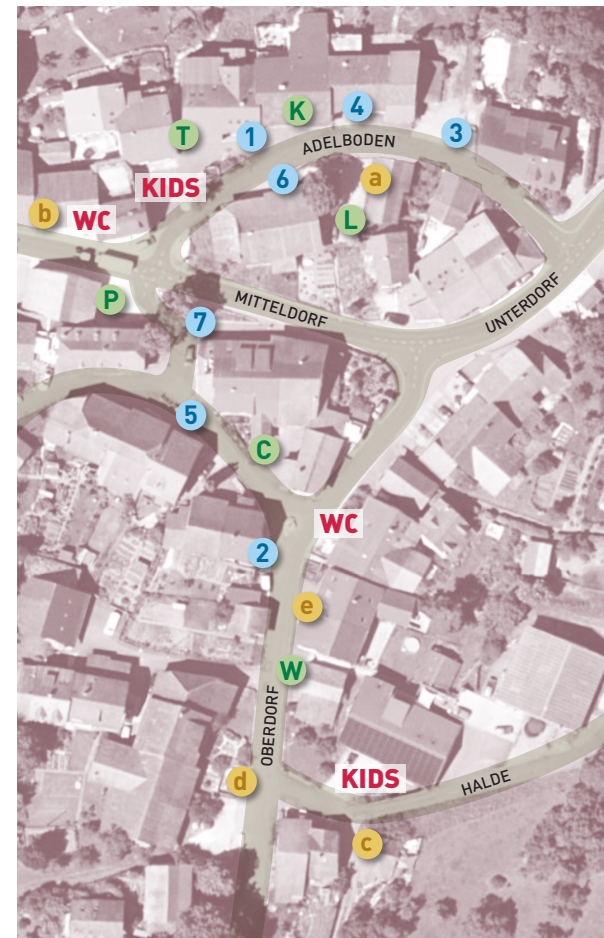 4
K
3
T
1
ADELBODEN
6
a
KIDS
b
WC
L
P
MITTELDORF
UNTERDORF
7
5
C
WC
2
e
W
OBERDORF
d
KIDS
HALDE
c